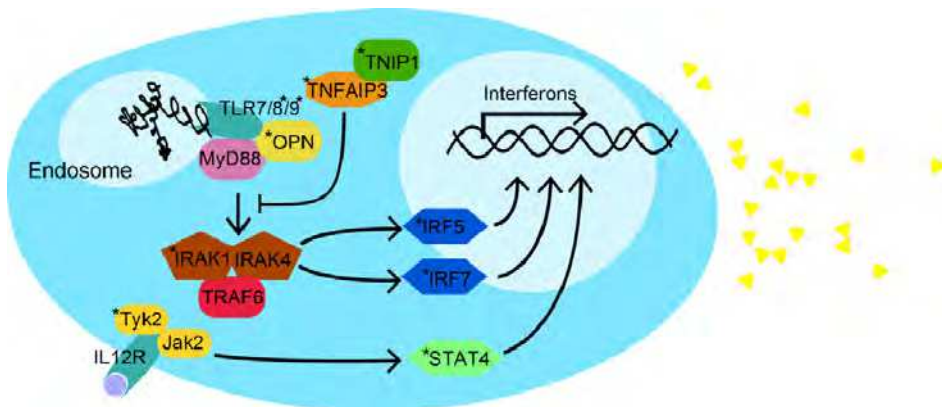 *TNIP1
*TNFAIP3
TLR7/8*/9*
*OPN
MyD88
Endosome
Interferons
*IRAK1 IRAK4
TRAF6
*IRF5
*IRF7
*Tyk2
Jak2
IL12R
*STAT4